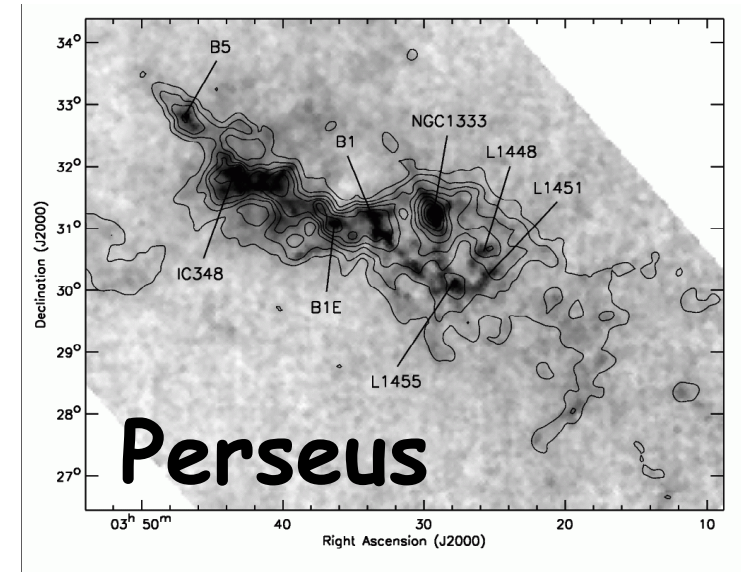 34°
B5
33°
NGC1333
B1
L1448
32°
L1451
31°
Declination (J2000)
IC348
30°
B1E
29°
L1455
28°
Perseus
27°
03h 50m 40 30 20 10
Right Ascension (J2000)